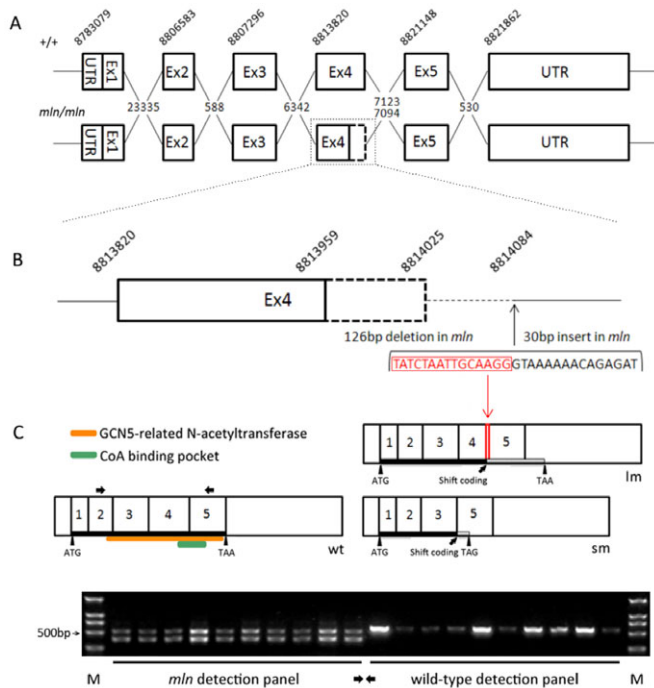 A
8783079 8806583 8807296 8813820 8821148 8821862
+/+
UTR Ex1 Ex2 Ex3 Ex4 Ex5 UTR
23335 588 6342 7123 530
7094
mln/mln
UTR Ex1 Ex2 Ex3 Ex4 Ex5 UTR
B
8813820 8813959 8814025 8814084
Ex4
126bp deletion in mln 30bp insert in mln
TATCTAATTGCAAGGGTAAAAAACAGAGAT
C
GCN5-related N-acetyltransferase
CoA binding pocket
1 2 3 4 5
ATG Shift coding TAA lm
1 2 3 4 5
ATG TAA wt
1 2 3 5
ATG Shift coding TAG sm
500bp
M mln detection panel wild-type detection panel M